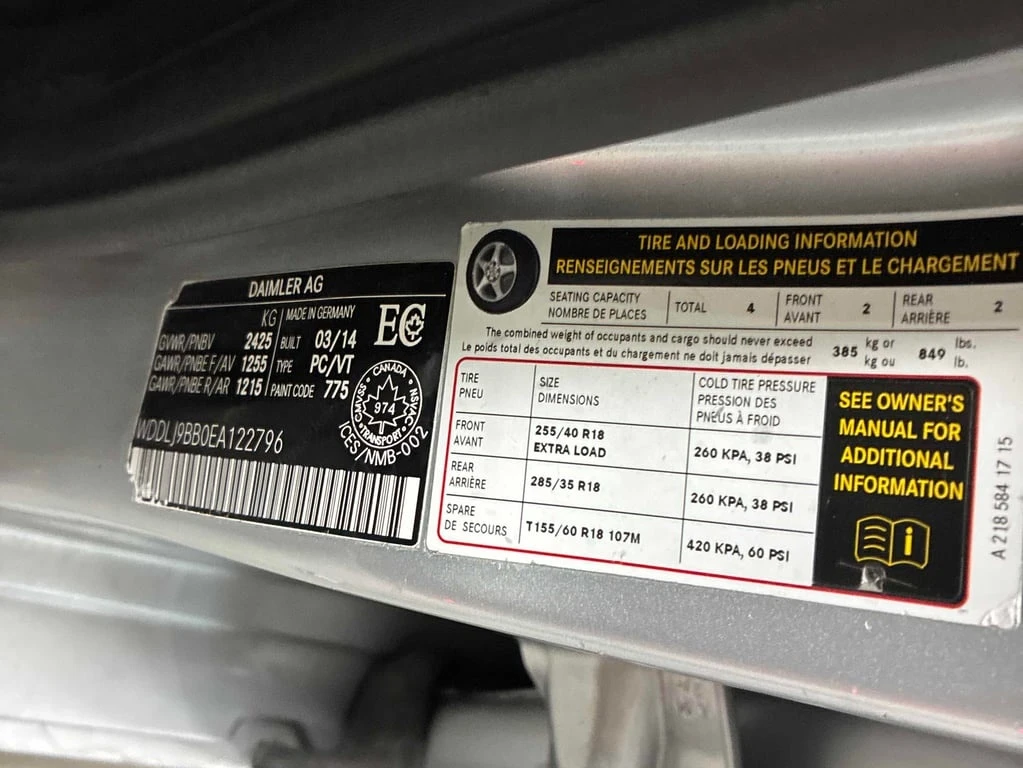 DAIMLER AG
KG MADE IN GERMANY EC
GVWR/PNBV 2425 BUILT 03/14
GAWR/PNBE F/AV 1255 TYPE PC/VT
GAWR/PNBE R/AR 1215 PAINT CODE 775
CANADA
CMVSS NSVAC
974
TRANSPORT
ICES/NMB-002
WDDLJ9BB0EA122796
TIRE AND LOADING INFORMATION
RENSEIGNEMENTS SUR LES PNEUS ET LE CHARGEMENT
SEATING CAPACITY TOTAL 4 FRONT 2 REAR 2
NOMBRE DE PLACES AVANT ARRIÈRE
The combined weight of occupants and cargo should never exceed 385 kg or 849 lbs.
Le poids total des occupants et du chargement ne doit jamais dépasser kg ou lb.
TIRE SIZE COLD TIRE PRESSURE
PNEU DIMENSIONS PRESSION DES
PNEUS À FROID
FRONT 255/40 R18 260 KPA, 38 PSI
AVANT EXTRA LOAD
REAR 285/35 R18 260 KPA, 38 PSI
ARRIÈRE
SPARE T155/60 R18 107M 420 KPA, 60 PSI
DE SECOURS
SEE OWNER'S
MANUAL FOR
ADDITIONAL
INFORMATION
i
A 218 584 17 15